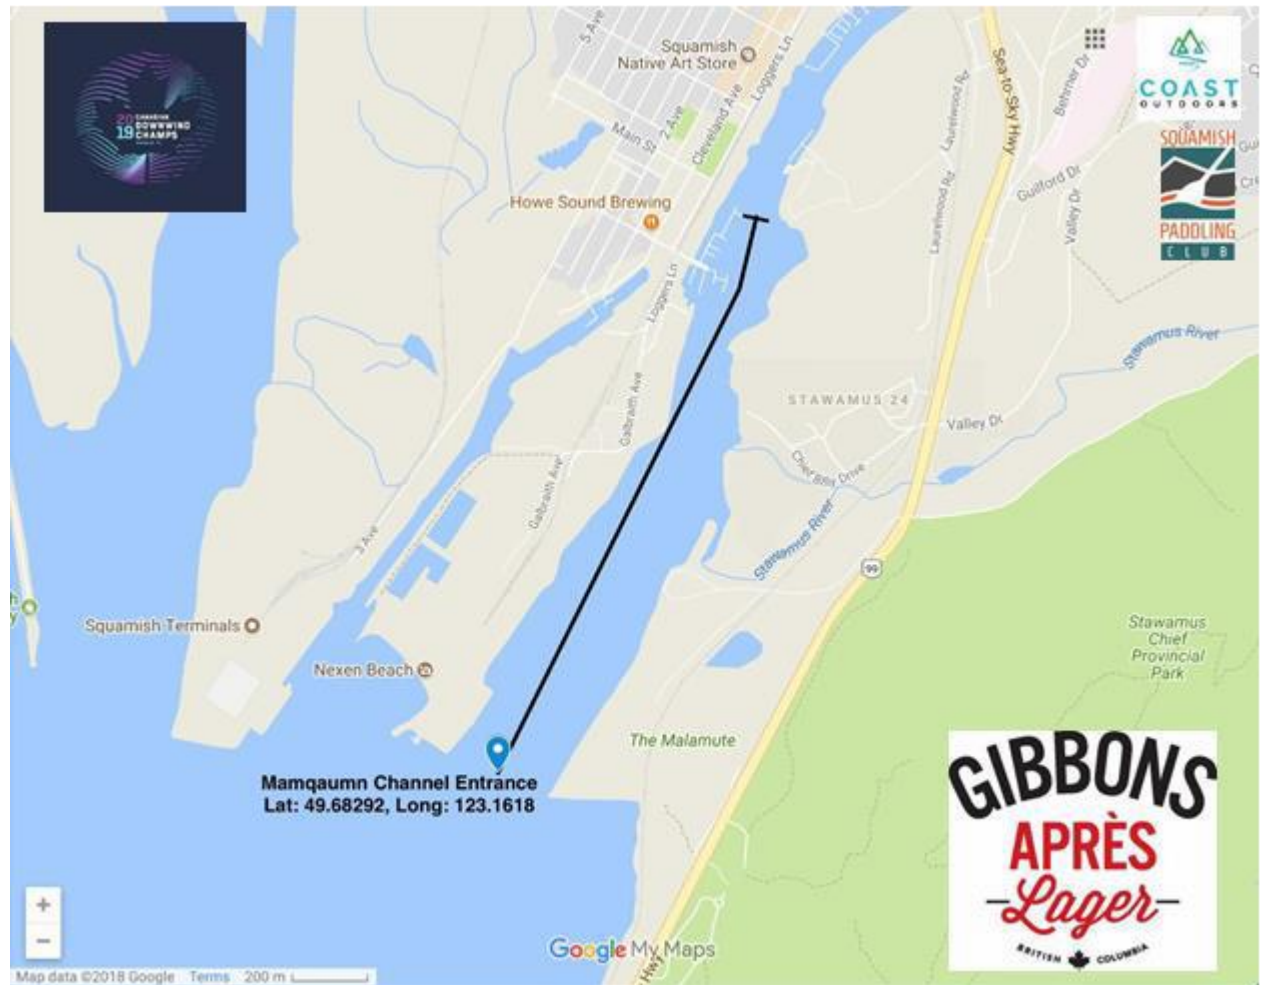 2019
CANADIAN
DOWNWIND
CHAMPS
5 Ave
Squamish
Native Art Store
Loggers Ln
Main St
2 Ave
Cleveland Ave
Howe Sound Brewing
Loggers Ln
Sea-to-Sky Hwy
Behrner Dr
Laurelwood Rd
Laurelwood Rd
Guilford Dr
Valley Dr
COAST
OUTDOORS
SQUAMISH
PADDLING
CLUB
Stawamus River
STAWAMUS 24
Valley Dr
Galbraith Ave
Galbraith Ave
3 Ave
Chief Billy Drive
Stawamus River
99
Squamish Terminals
Nexen Beach
Stawamus
Chief
Provincial
Park
The Malamute
Mamqaumn Channel Entrance
Lat: 49.68292, Long: 123.1618
GIBBONS
APRÈS
Lager
BRITISH COLUMBIA
+
−
Google My Maps
Hwy
Map data ©2018 Google Terms 200 m